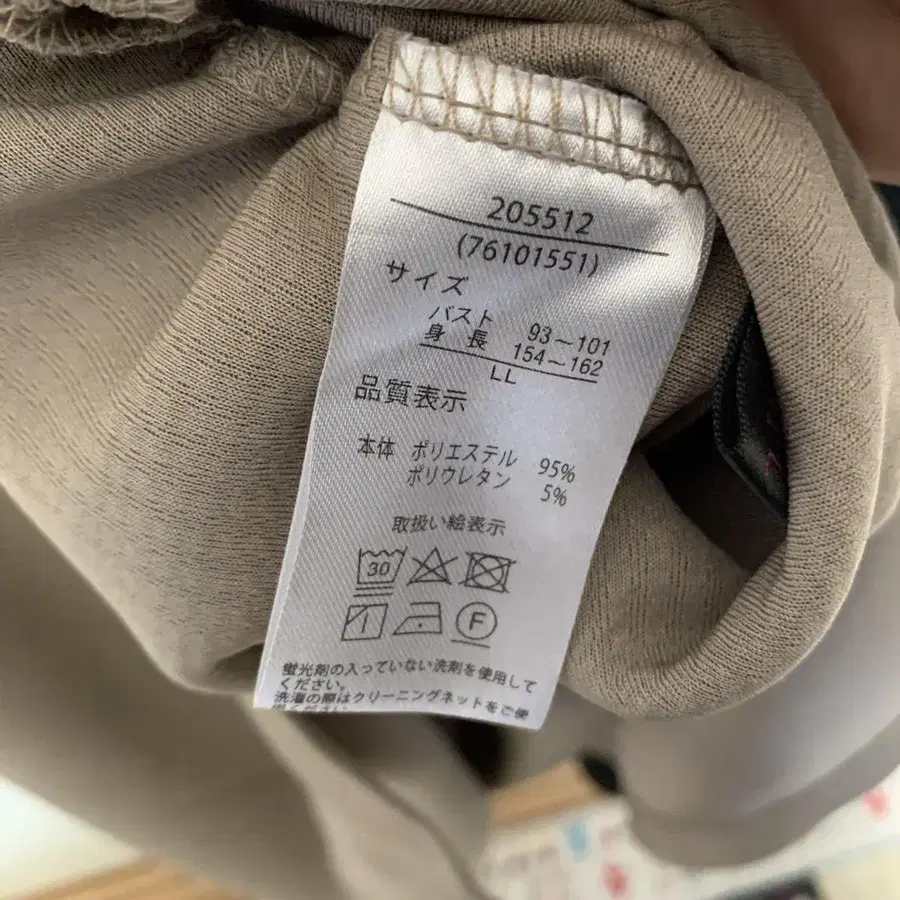 205512
(76101551)
サイズ
バスト 93～101
身長 154～162
LL
品質表示
本体 ポリエステル 95%
ポリウレタン 5%
取扱い絵表示
30
F
蛍光剤の入っていない洗剤を使用して
ください。
洗濯の際はクリーニングネットをご使